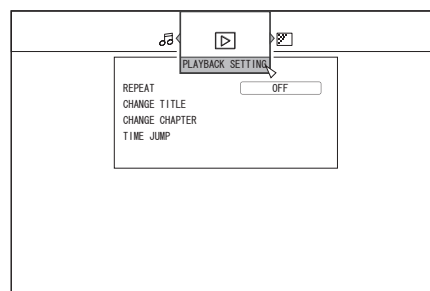 PLAYBACK SETTING
REPEAT OFF
CHANGE TITLE
CHANGE CHAPTER
TIME JUMP